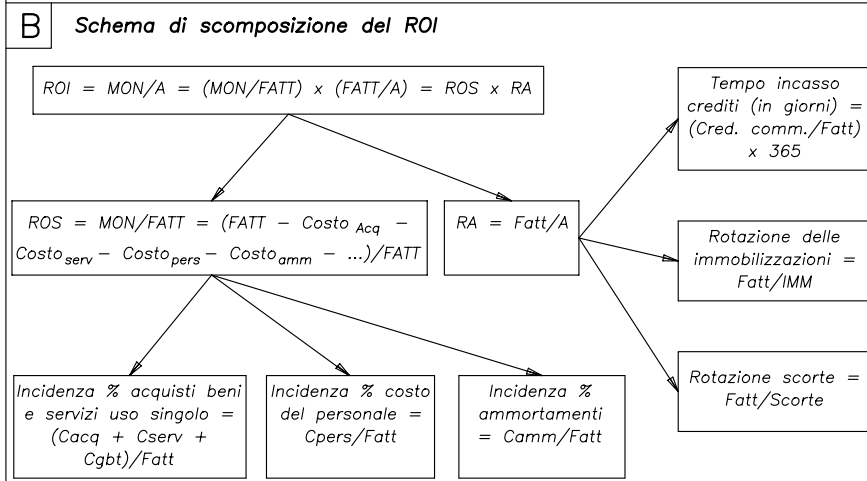 B
Schema di scomposizione del ROI
ROI = MON/A = (MON/FATT) x (FATT/A) = ROS x RA
Tempo incasso
crediti (in giorni) =
(Cred. comm./Fatt)
x 365
ROS = MON/FATT = (FATT - Costo Acq -
Costo serv - Costo pers - Costo amm - ...)/FATT
RA = Fatt/A
Rotazione delle
immobilizzazioni =
Fatt/IMM
Rotazione scorte =
Fatt/Scorte
Incidenza % acquisti beni
e servizi uso singolo =
(Cacq + Cserv +
Cgbt)/Fatt
Incidenza % costo
del personale =
Cpers/Fatt
Incidenza %
ammortamenti
= Camm/Fatt